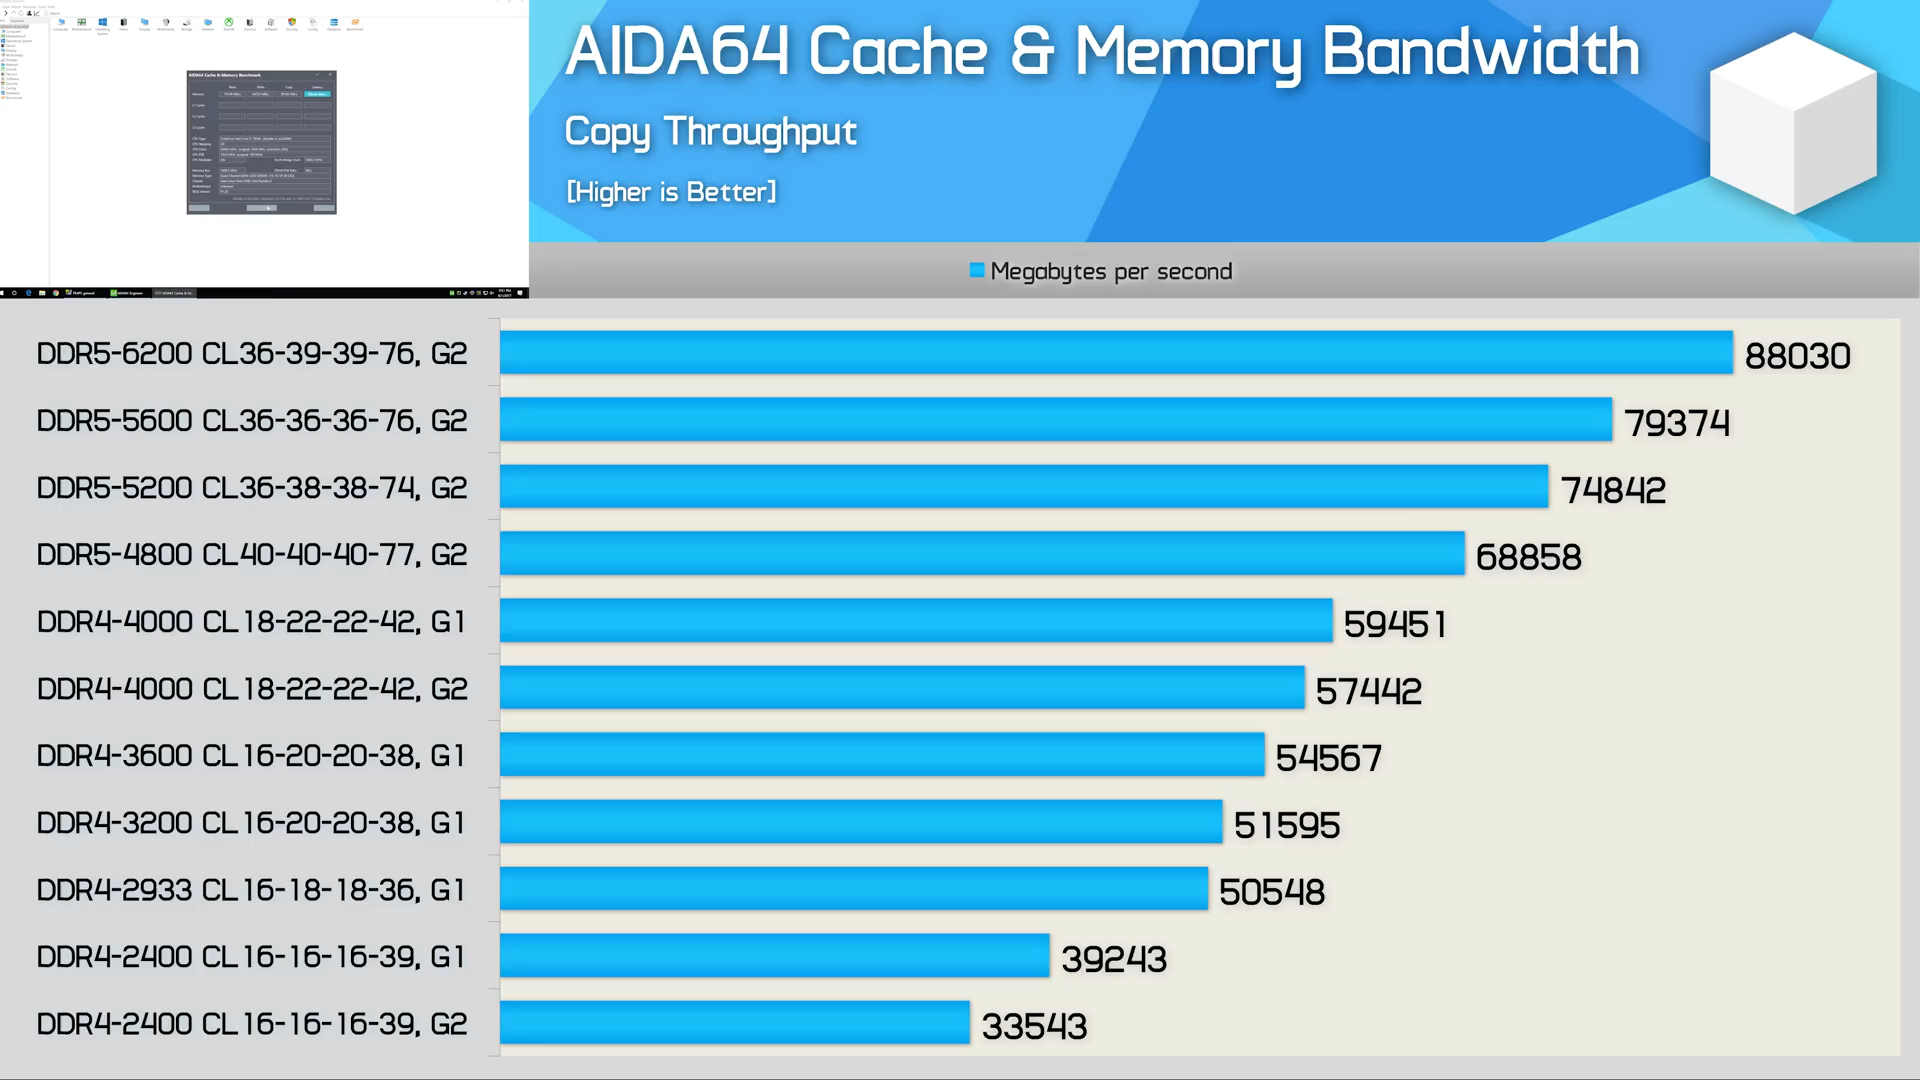 AIDA64 Cache & Memory Bandwidth
Copy Throughput
[Higher is Better]
AIDA64 Cache & Memory Benchmark
Megabytes per second
DDR5-6200 CL36-39-39-76, G2 88030
DDR5-5600 CL36-36-36-76, G2 79374
DDR5-5200 CL36-38-38-74, G2 74842
DDR5-4800 CL40-40-40-77, G2 68858
DDR4-4000 CL18-22-22-42, G1 59451
DDR4-4000 CL18-22-22-42, G2 57442
DDR4-3600 CL16-20-20-38, G1 54567
DDR4-3200 CL16-20-20-38, G1 51595
DDR4-2933 CL16-18-18-36, G1 50548
DDR4-2400 CL16-16-16-39, G1 39243
DDR4-2400 CL16-16-16-39, G2 33543